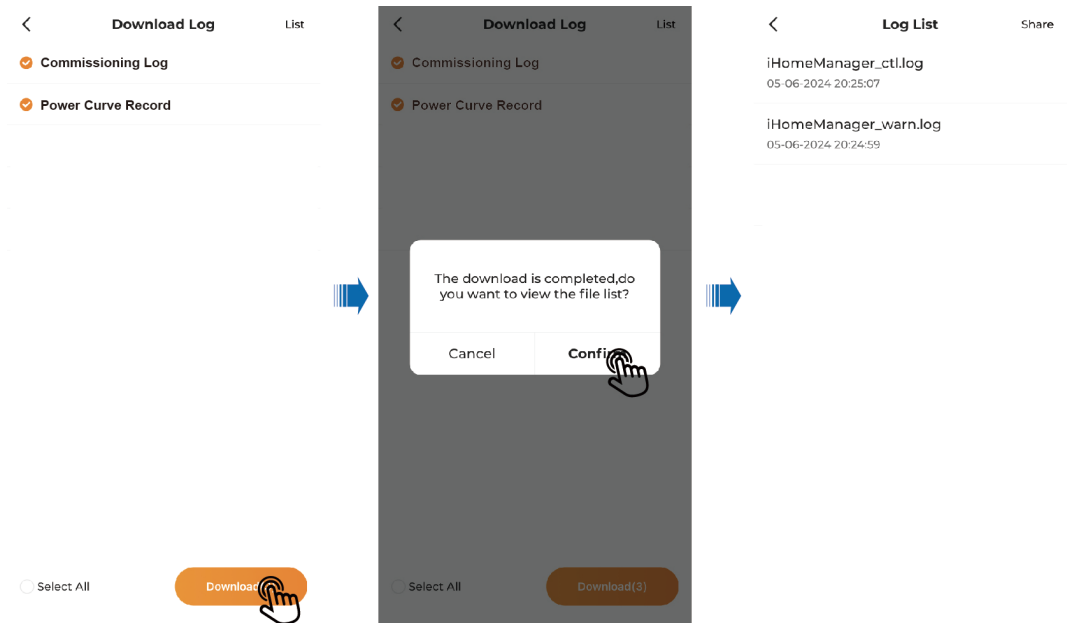 Download Log
List
Commissioning Log
Power Curve Record
Select All
Download
Download Log
List
Commissioning Log
Power Curve Record
The download is completed,do
you want to view the file list?
Cancel
Select All
Download(3)
Log List
Share
iHomeManager_ctl.log
05-06-2024 20:25:07
iHomeManager_warn.log
05-06-2024 20:24:59